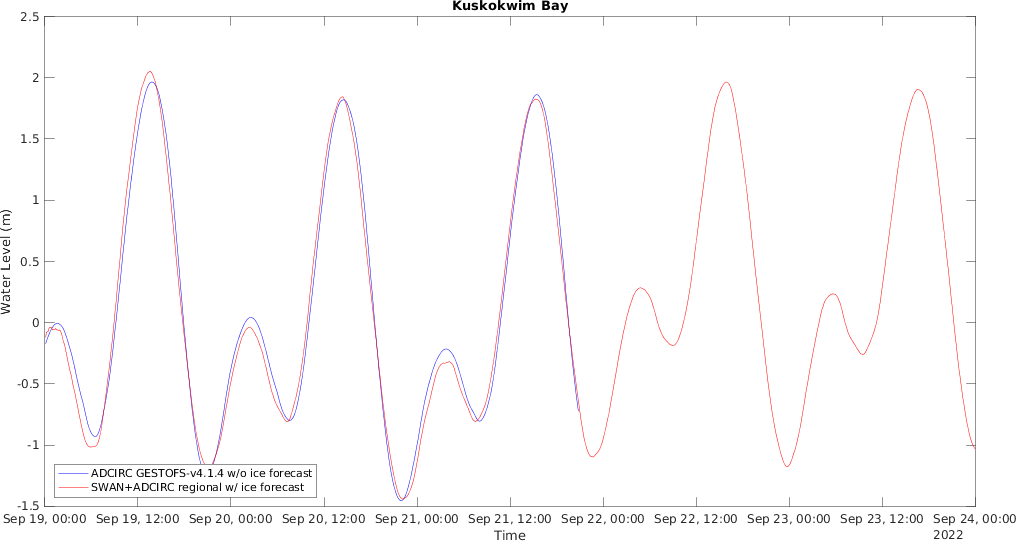 Kuskokwim Bay
2.5
2
1.5
1
0.5
0
-0.5
-1
-1.5
Water Level (m)
ADCIRC GESTOFS-v4.1.4 w/o ice forecast
SWAN+ADCIRC regional w/ ice forecast
Sep 19, 00:00 Sep 19, 12:00 Sep 20, 00:00 Sep 20, 12:00 Sep 21, 00:00 Sep 21, 12:00 Sep 22, 00:00 Sep 22, 12:00 Sep 23, 00:00 Sep 23, 12:00 Sep 24, 00:00
Time
2022